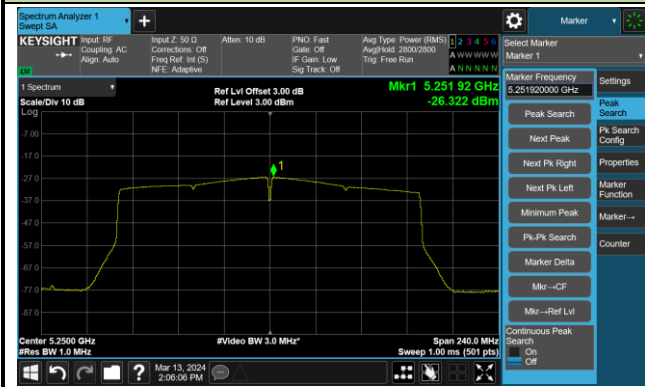 Spectrum Analyzer 1
Swept SA
Marker
KEYSIGHT
Input: RF
Coupling: AC
Align: Auto
Input Z: 50 Ω
Corrections: Off
Freq Ref: Int (S)
NFE: Adaptive
Atten: 10 dB
PNO: Fast
Gate: Off
IF Gain: Low
Sig Track: Off
Avg Type: Power (RMS)
Avg|Hold: 2800/2800
Trig: Free Run
1 2 3 4 5 6
A W W W W W
A N N N N N
Select Marker
Marker 1
LXI
1 Spectrum
Scale/Div 10 dB
Log
Ref Lvl Offset 3.00 dB
Ref Level 3.00 dBm
Mkr1 5.251 92 GHz
-26.322 dBm
Marker Frequency
5.251920000 GHz
Settings
Peak Search
Next Peak
Next Pk Right
Next Pk Left
Minimum Peak
Pk-Pk Search
Marker Delta
Mkr→CF
Mkr→Ref Lvl
Continuous Peak
Search
On
Off
Peak
Search
Pk Search
Config
Properties
Marker
Function
Marker→
Counter
1
-7.00
-17.0
-27.0
-37.0
-47.0
-57.0
-67.0
-77.0
-87.0
Center 5.2500 GHz
#Res BW 1.0 MHz
#Video BW 3.0 MHz*
Span 240.0 MHz
Sweep 1.00 ms (501 pts)
Mar 13, 2024
2:06:06 PM